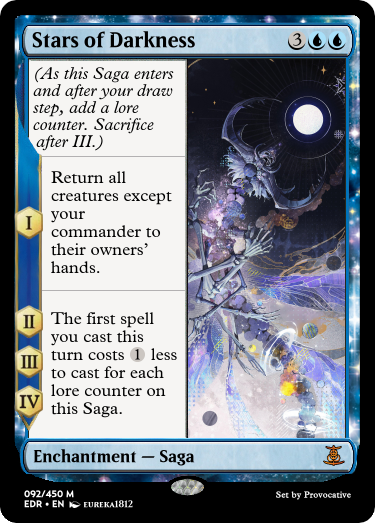 Stars of Darkness 3
(As this Saga enters
and after your draw
step, add a lore
counter. Sacrifice
after III.)
I
Return all
creatures except
your
commander to
their owners'
hands.
II
III
IV
The first spell
you cast this
turn costs 1 less
to cast for each
lore counter on
this Saga.
Enchantment — Saga
092/450 M
EDR • EN EUREKA1812
Set by Provocative